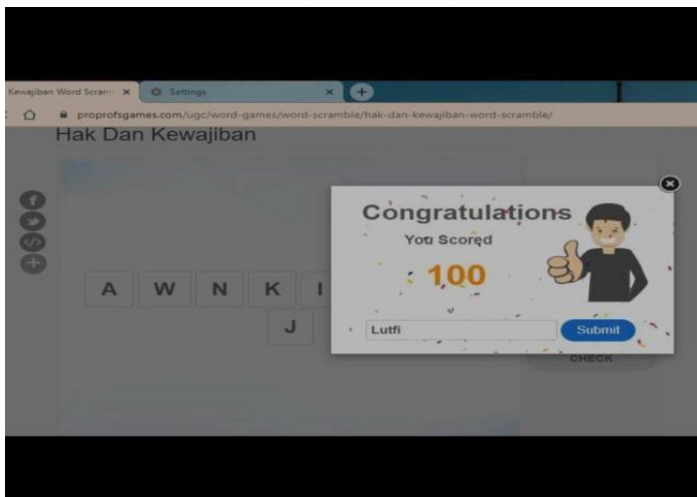 Kewajiban Word Scram
Settings
proprofsgames.com/ugc/word-games/word-scramble/hak-dan-kewajiban-word-scramble/
Hak Dan Kewajiban
Congratulations
You Scored
100
A W N K I
J
Lutfi
Submit
CHECK